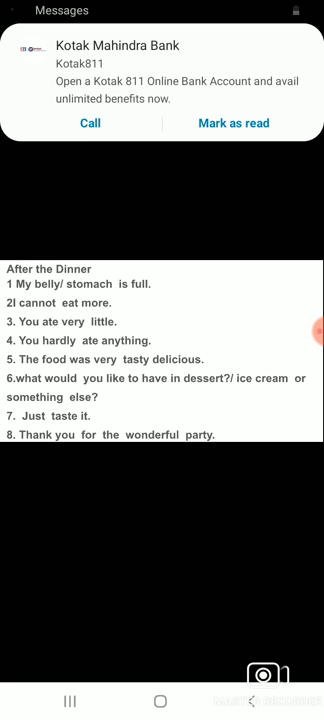 Messages
Kotak Mahindra Bank
Kotak811
Open a Kotak 811 Online Bank Account and avail
unlimited benefits now.
Call
Mark as read
After the Dinner
1 My belly/ stomach is full.
2I cannot eat more.
3. You ate very little.
4. You hardly ate anything.
5. The food was very tasty delicious.
6.what would you like to have in dessert?/ ice cream or
something else?
7. Just taste it.
8. Thank you for the wonderful party.
MASTER RECORDER